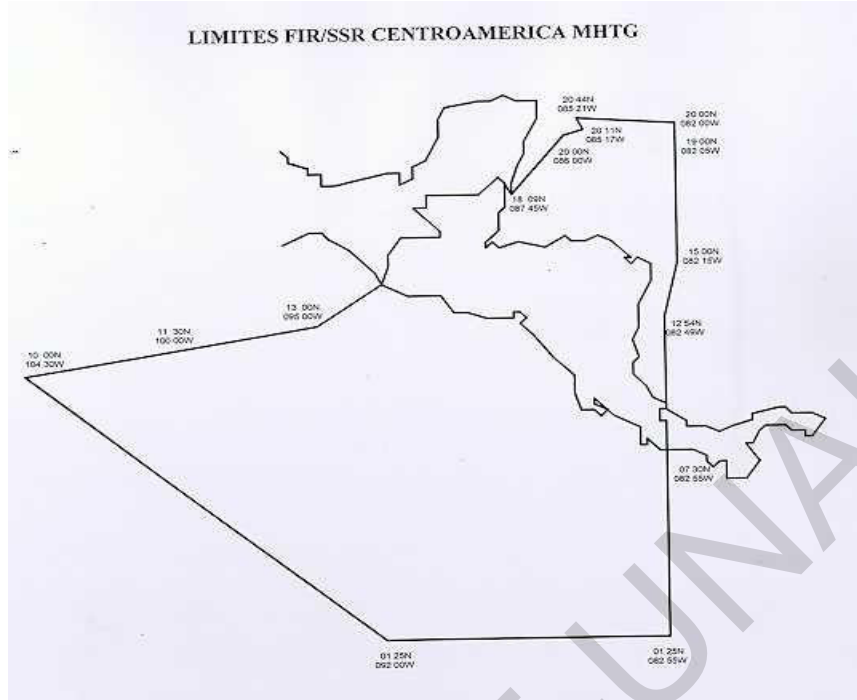 LIMITES FIR/SSR CENTROAMERICA MHTG
20 44N
085 21W
20 00N
082 00W
20 11N
085 17W
19 00N
082 05W
20 00N
086 00W
18 09N
087 45W
15 00N
082 15W
13 00N
095 00W
11 30N
100 00W
12 54N
082 49W
10 00N
104 30W
07 30N
082 55W
01 25N
092 00W
01 25N
082 55W
UNA